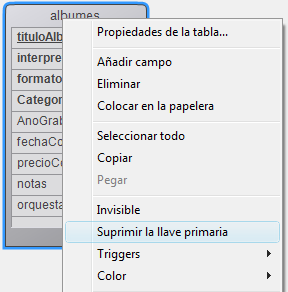 albumes
tituloAlb
interpre
formato
Categor
AnoGrab
fechaCo
precioCo
notas
orquesta
Propiedades de la tabla...
Añadir campo
Eliminar
Colocar en la papelera
Seleccionar todo
Copiar
Pegar
Invisible
Suprimir la llave primaria
Triggers
Color